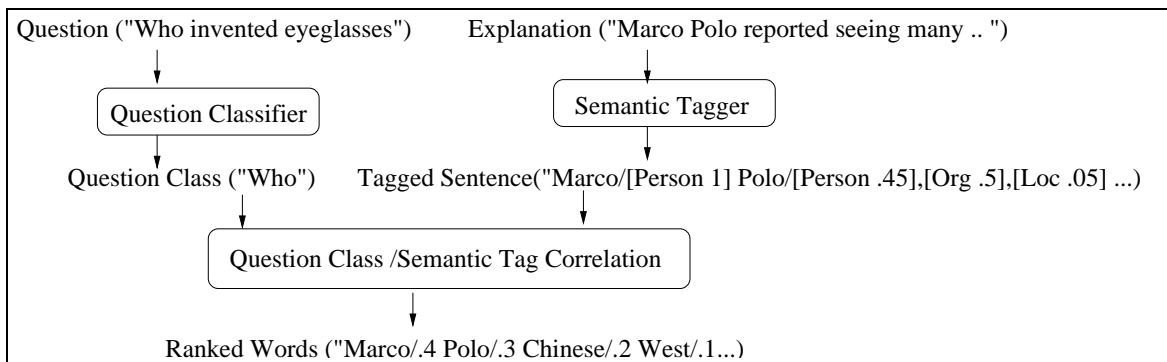 Question ("Who invented eyeglasses")
Explanation ("Marco Polo reported seeing many .. ")
Question Classifier
Semantic Tagger
Question Class ("Who")
Tagged Sentence("Marco/[Person 1] Polo/[Person .45],[Org .5],[Loc .05] ...)
Question Class /Semantic Tag Correlation
Ranked Words ("Marco/.4 Polo/.3 Chinese/.2 West/.1...)